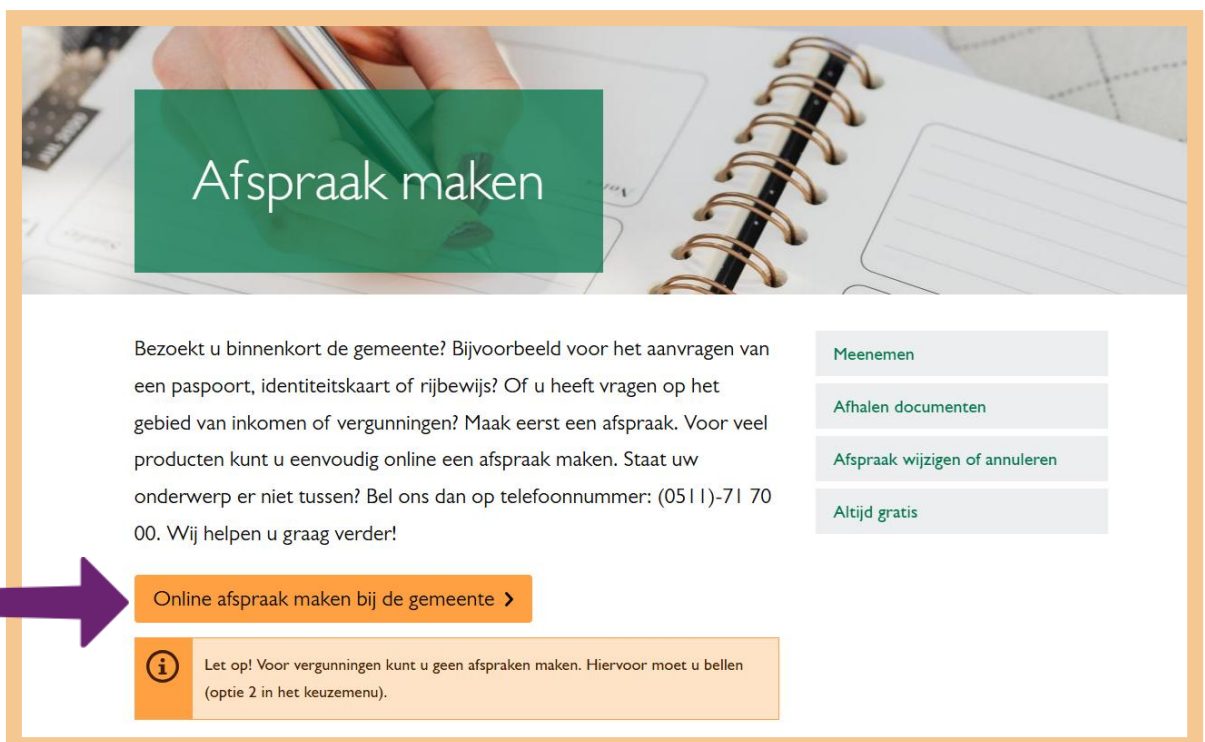 Afspraak maken
Notes
Bezoekt u binnenkort de gemeente? Bijvoorbeeld voor het aanvragen van
een paspoort, identiteitskaart of rijbewijs? Of u heeft vragen op het
gebied van inkomen of vergunningen? Maak eerst een afspraak. Voor veel
producten kunt u eenvoudig online een afspraak maken. Staat uw
onderwerp er niet tussen? Bel ons dan op telefoonnummer: (0511)-71 70
00. Wij helpen u graag verder!
Online afspraak maken bij de gemeente
Let op! Voor vergunningen kunt u geen afspraken maken. Hiervoor moet u bellen
(optie 2 in het keuzemenu).
Meenemen
Afhalen documenten
Afspraak wijzigen of annuleren
Altijd gratis